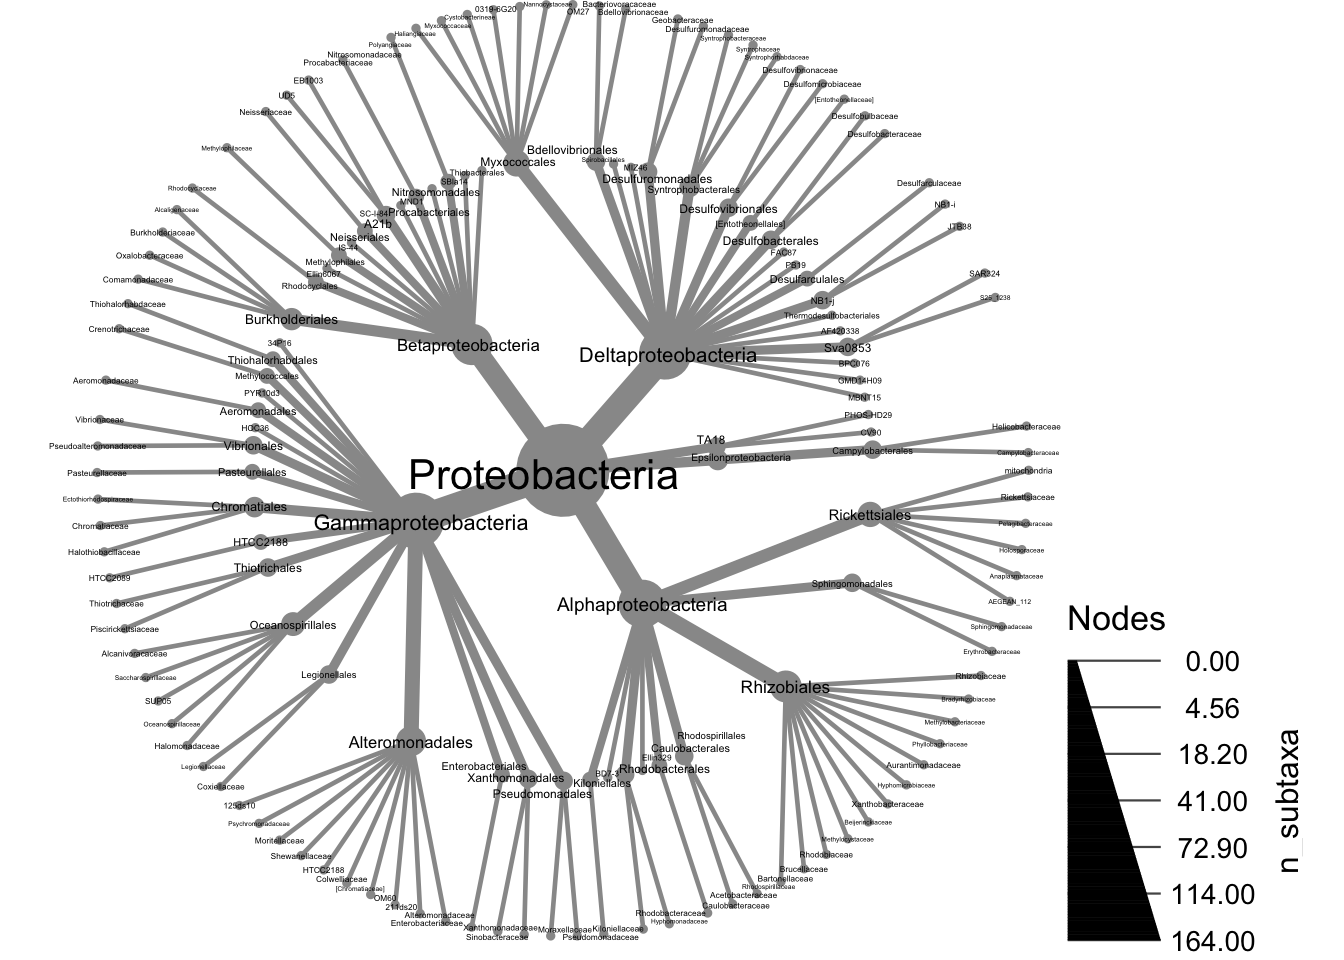 0319-6G20
Nannocystaceae
OM27
Bacteriovoracaceae
Bdellovibrionaceae
Cystobacterineae
Myxococcaceae
Haliangiaceae
Polyangiaceae
Geobacteraceae
Desulfuromonadaceae
Syntrophobacteraceae
Syntrophaceae
Syntrophorhabdaceae
Nitrosomonadaceae
Procabacteriaceae
Desulfovibrionaceae
Desulfomicrobiaceae
EB1003
UD5
Neisseriaceae
[Entotheonellaceae]
Desulfobulbaceae
Desulfobacteraceae
Methylophilaceae
Bdellovibrionales
Myxococcales
Spirobacillales
MIZ46
Thiobacterales
SBla14
Desulfuromonadales
Syntrophobacterales
Desulfarculaceae
Rhodocyclaceae
Nitrosomonadales
MND1
NB1-i
Alcaligenaceae
SC-I-84
Procabacteriales
Desulfovibrionales
A21b
[Entotheonellales]
JTB38
Burkholderiaceae
Neisseriales
IS-44
Desulfobacterales
FAC87
Oxalobacteraceae
Methylophilales
PB19
Ellin6067
SAR324
Comamonadaceae
Rhodocyclales
Desulfarculales
Thiohalorhabdaceae
NB1-j
S25_1238
Burkholderiales
Thermodesulfobacteriales
Crenotrichaceae
AF420338
34P16
Betaproteobacteria
Deltaproteobacteria
Sva0853
Thiohalorhabdales
BPC076
Methylococcales
Aeromonadaceae
GMD14H09
PYR10d3
MBNT15
Aeromonadales
PHOS-HD29
Vibrionaceae
HOC36
CV90
Helicobacteraceae
TA18
Pseudoalteromonadaceae
Vibrionales
Epsilonproteobacteria
Campylobacterales
Campylobacteraceae
Pasteurellaceae
Pasteurellales
Proteobacteria
mitochondria
Ectothiorhodospiraceae
Rickettsiaceae
Chromatiales
Chromatiaceae
Gammaproteobacteria
Rickettsiales
Pelagibacteraceae
HTCC2188
Halothiobacillaceae
Holosporaceae
HTCC2089
Thiotrichales
Anaplasmataceae
Sphingomonadales
Thiotrichaceae
Alphaproteobacteria
AEGEAN_112
Piscirickettsiaceae
Oceanospirillales
Sphingomonadaceae
Alcanivoracaceae
Erythrobacteraceae
Saccharospirillaceae
Legionellales
Rhizobiales
Rhizobiaceae
SUP05
Bradyrhizobiaceae
Oceanospirillaceae
Methylobacteriaceae
Halomonadaceae
Alteromonadales
Rhodospirillales
Phyllobacteriaceae
Caulobacterales
Legionellaceae
Enterobacteriales
Ellin329
Aurantimonadaceae
Xanthomonadales
BD7-3
Rhodobacterales
Coxiellaceae
Kiloniellales
Hyphomicrobiaceae
Pseudomonadales
125ds10
Xanthobacteraceae
Psychromonadaceae
Beijerinckiaceae
Moritellaceae
Methylocystaceae
Shewanellaceae
Rhodobiaceae
HTCC2188
Brucellaceae
Colwelliaceae
Bartonellaceae
[Chromatiaceae]
Rhodospirillaceae
OM60
Acetobacteraceae
211ds20
Caulobacteraceae
Alteromonadaceae
Rhodobacteraceae
Enterobacteriaceae
Hyphomonadaceae
Xanthomonadaceae
Moraxellaceae
Kiloniellaceae
Sinobacteraceae
Pseudomonadaceae
Nodes
0.00
4.56
18.20
41.00
72.90
114.00
164.00
n_subtaxa